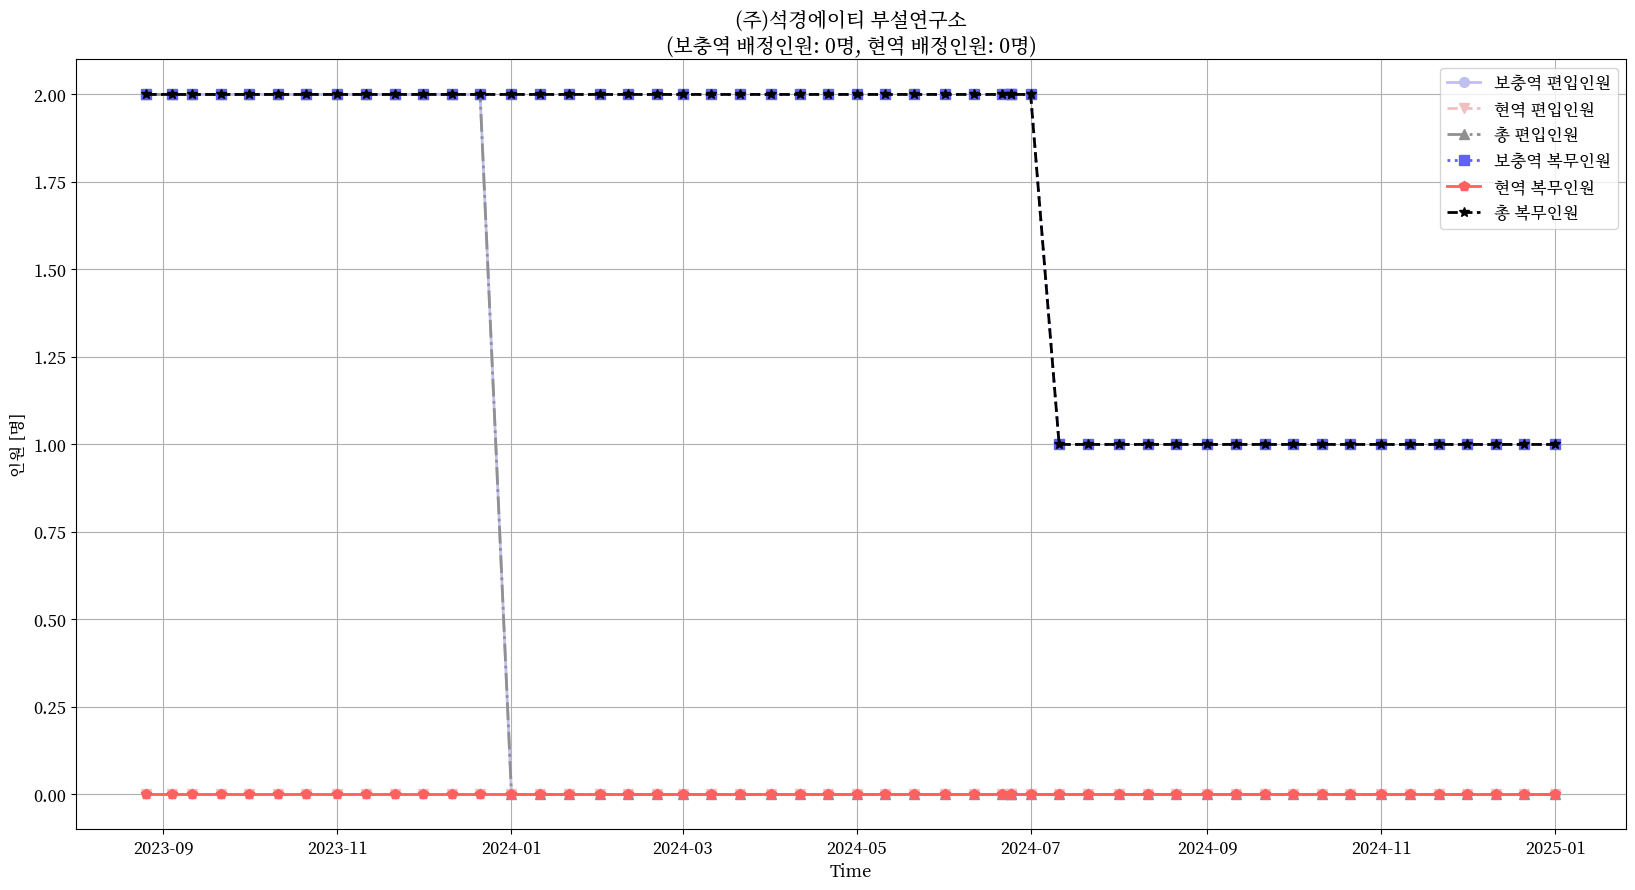 (주)석경에이티 부설연구소
(보충역 배정인원: 0명, 현역 배정인원: 0명)
보충역 편입인원
현역 편입인원
총 편입인원
보충역 복무인원
현역 복무인원
총 복무인원
인원 [명]
2.00
1.75
1.50
1.25
1.00
0.75
0.50
0.25
0.00
2023-09
2023-11
2024-01
2024-03
2024-05
2024-07
2024-09
2024-11
2025-01
Time